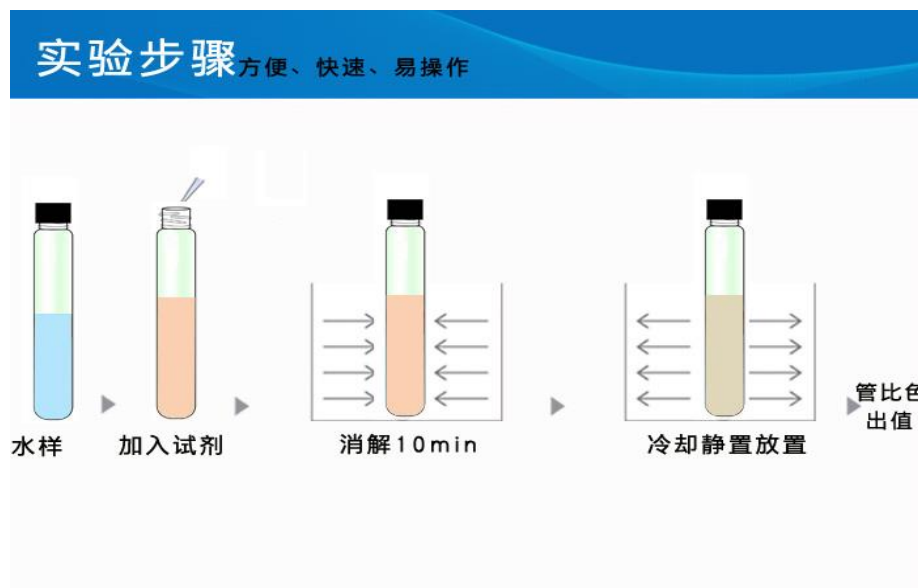 实验步骤方便、快速、易操作
水样
加入试剂
消解10min
冷却静置放置
管比色
出值